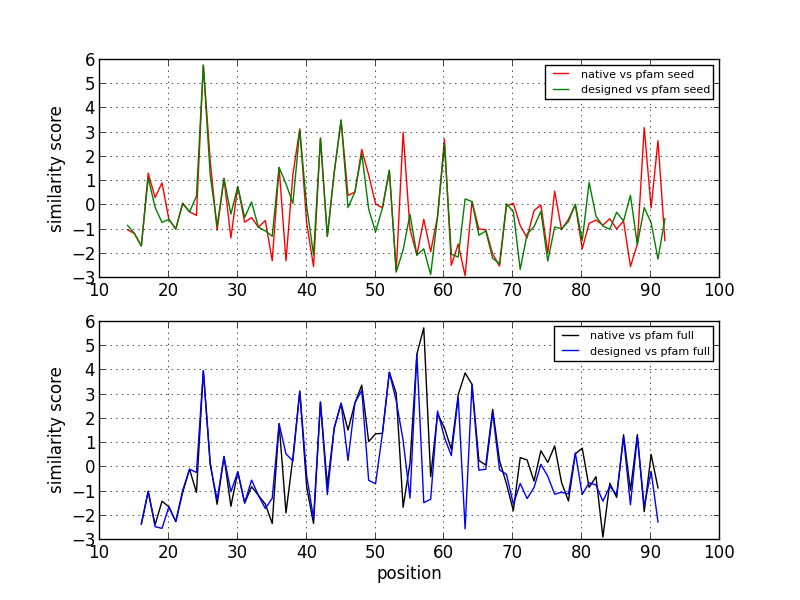 6
5
4
3
2
1
0
−1
−2
−3
similarity score
native vs pfam seed
designed vs pfam seed
10 20 30 40 50 60 70 80 90 100
6
5
4
3
2
1
0
−1
−2
−3
similarity score
native vs pfam full
designed vs pfam full
10 20 30 40 50 60 70 80 90 100
position